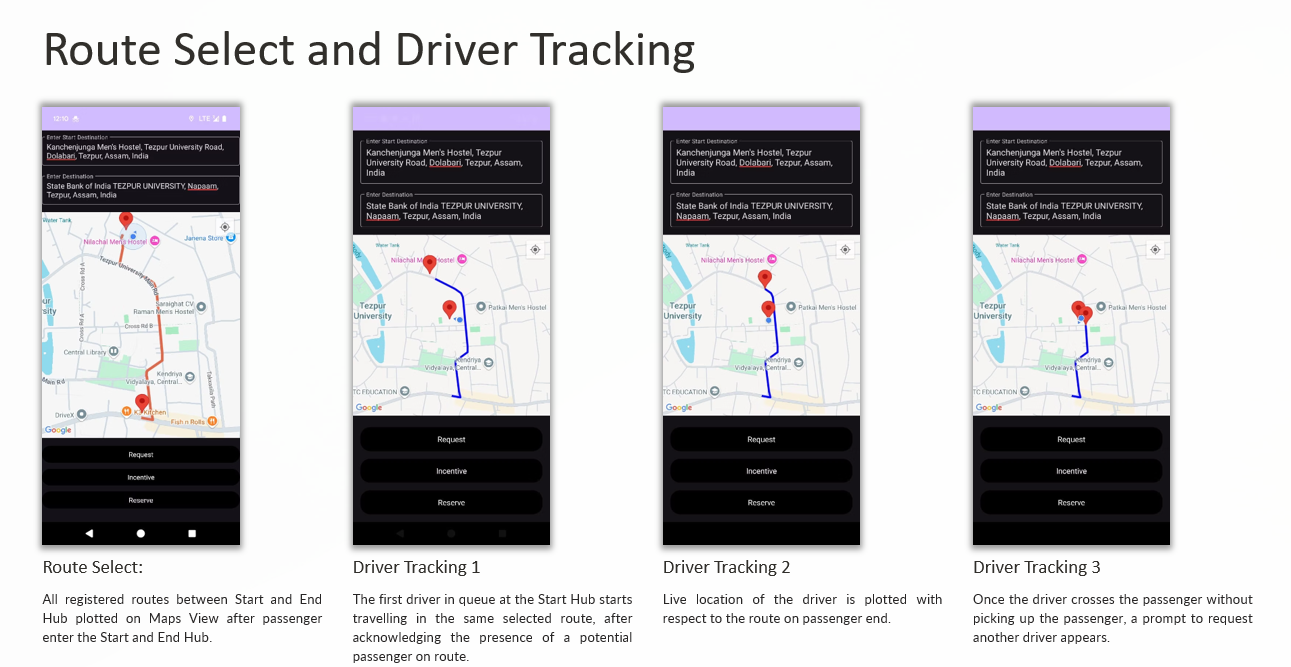 Route Select and Driver Tracking
12:10
LTE
Enter Start Destination
Kanchenjunga Men's Hostel, Tezpur University Road,
Dolabari, Tezpur, Assam, India
Enter Destination
State Bank of India TEZPUR UNIVERSITY, Napaam,
Tezpur, Assam, India
Water Tank
Nilachal Men's Hostel
Janena Store
Tezpur University Main Rd
Cross Rd A
Saraighat CV.
Raman Men's Hostel
Cross Rd B
Cross Rd A
Central Library
Kendriya
Vidyalaya, Central...
Main Rd
Takswila Path
DriveX
KJ Kitchen
Fish n Rolls
Google
Request
Incentive
Reserve
Route Select:
All registered routes between Start and End
Hub plotted on Maps View after passenger
enter the Start and End Hub.
Enter Start Destination
Kanchenjunga Men's Hostel, Tezpur
University Road, Dolabari, Tezpur, Assam,
India
Enter Destination
State Bank of India TEZPUR UNIVERSITY,
Napaam, Tezpur, Assam, India
Water Tank
Nilachal Men's Hostel
Tezpur
University
Patkai Men's Hostel
Kendriya
Vidyalaya, Central...
TC EDUCATION
Google
Request
Incentive
Reserve
Driver Tracking 1
The first driver in queue at the Start Hub starts
travelling in the same selected route, after
acknowledging the presence of a potential
passenger on route.
Enter Start Destination
Kanchenjunga Men's Hostel, Tezpur
University Road, Dolabari, Tezpur, Assam,
India
Enter Destination
State Bank of India TEZPUR UNIVERSITY,
Napaam, Tezpur, Assam, India
Water Tank
Nilachal Men's Hostel
Tezpur
University
Patkai Men's Hostel
Kendriya
Vidyalaya, Central...
TC EDUCATION
Google
Request
Incentive
Reserve
Driver Tracking 2
Live location of the driver is plotted with
respect to the route on passenger end.
Enter Start Destination
Kanchenjunga Men's Hostel, Tezpur
University Road, Dolabari, Tezpur, Assam,
India
Enter Destination
State Bank of India TEZPUR UNIVERSITY,
Napaam, Tezpur, Assam, India
Water Tank
Nilachal Men's Hostel
Tezpur
University
Patkai Men's Hostel
Kendriya
Vidyalaya, Central...
TC EDUCATION
Google
Request
Incentive
Reserve
Driver Tracking 3
Once the driver crosses the passenger without
picking up the passenger, a prompt to request
another driver appears.